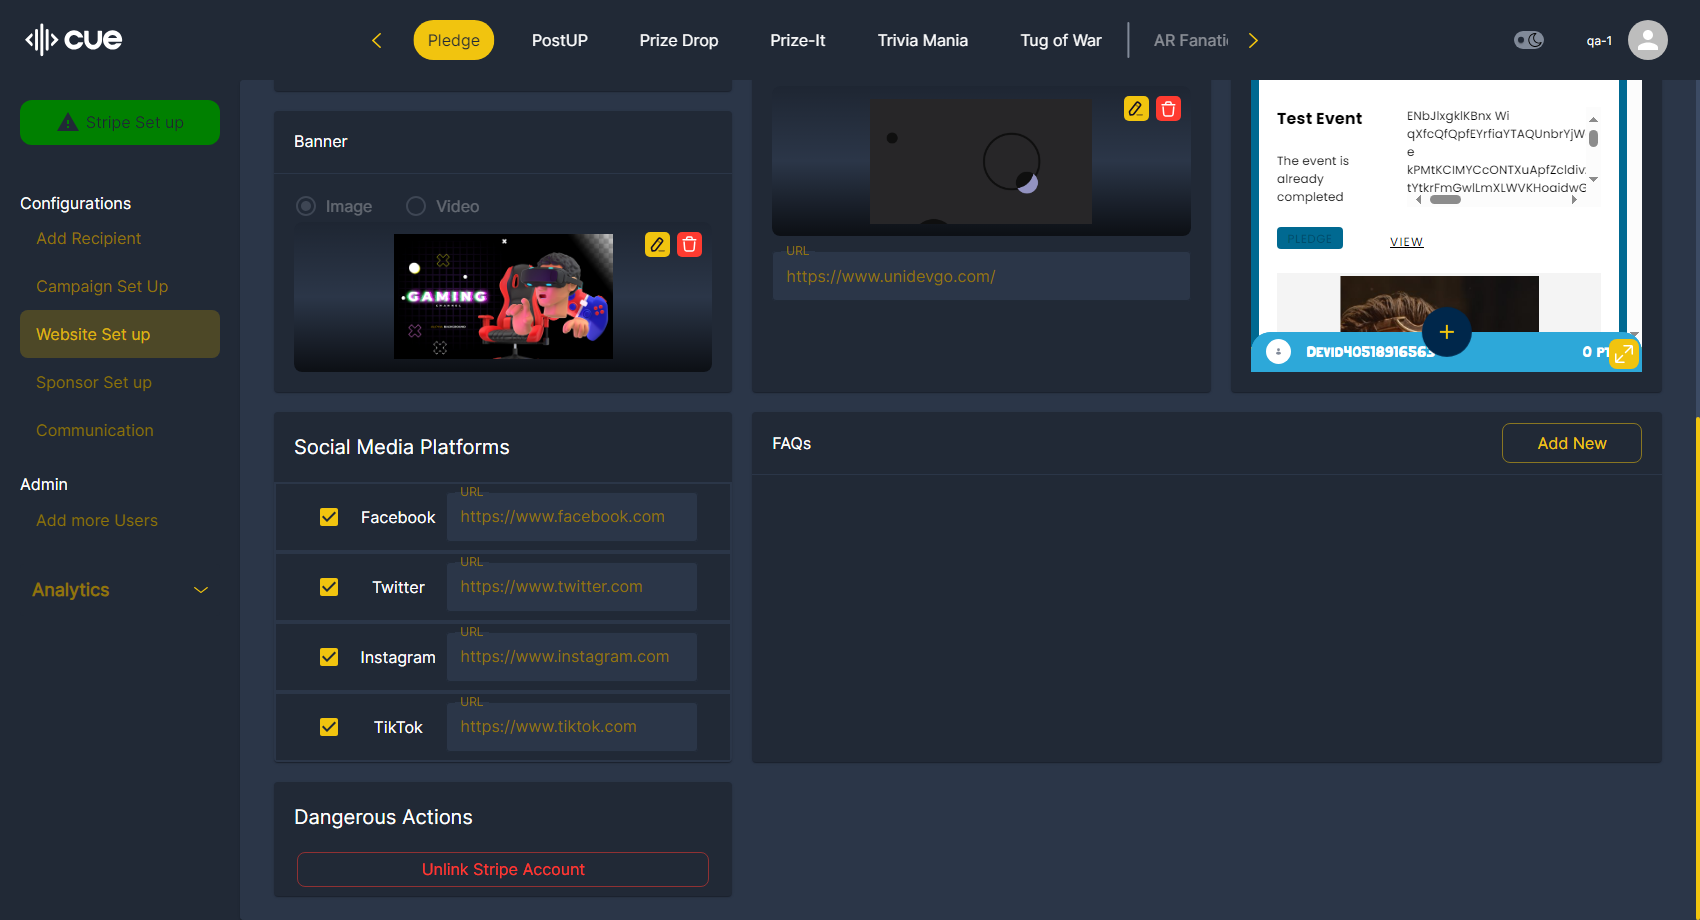 cue
Pledge
PostUP
Prize Drop
Prize-It
Trivia Mania
Tug of War
AR Fanati
qa-1
Stripe Set up
Configurations
Add Recipient
Campaign Set Up
Website Set up
Sponsor Set up
Communication
Admin
Add more Users
Analytics
Banner
Image
Video
GAMING
URL
https://www.unidevgo.com/
Test Event
The event is
already
completed
ENbJlxgklKBnx Wi
qXfcQfQpfEYrfiaYTAQUnbrYjW
e
kPMtKClMYCcONTXuApfZcldiv
tYtkrFmGwlLmXLWVKHoaidwG
PLEDGE
VIEW
DEVID40518916563
0 PT
Social Media Platforms
Facebook
URL
https://www.facebook.com
Twitter
URL
https://www.twitter.com
Instagram
URL
https://www.instagram.com
TikTok
URL
https://www.tiktok.com
FAQs
Add New
Dangerous Actions
Unlink Stripe Account